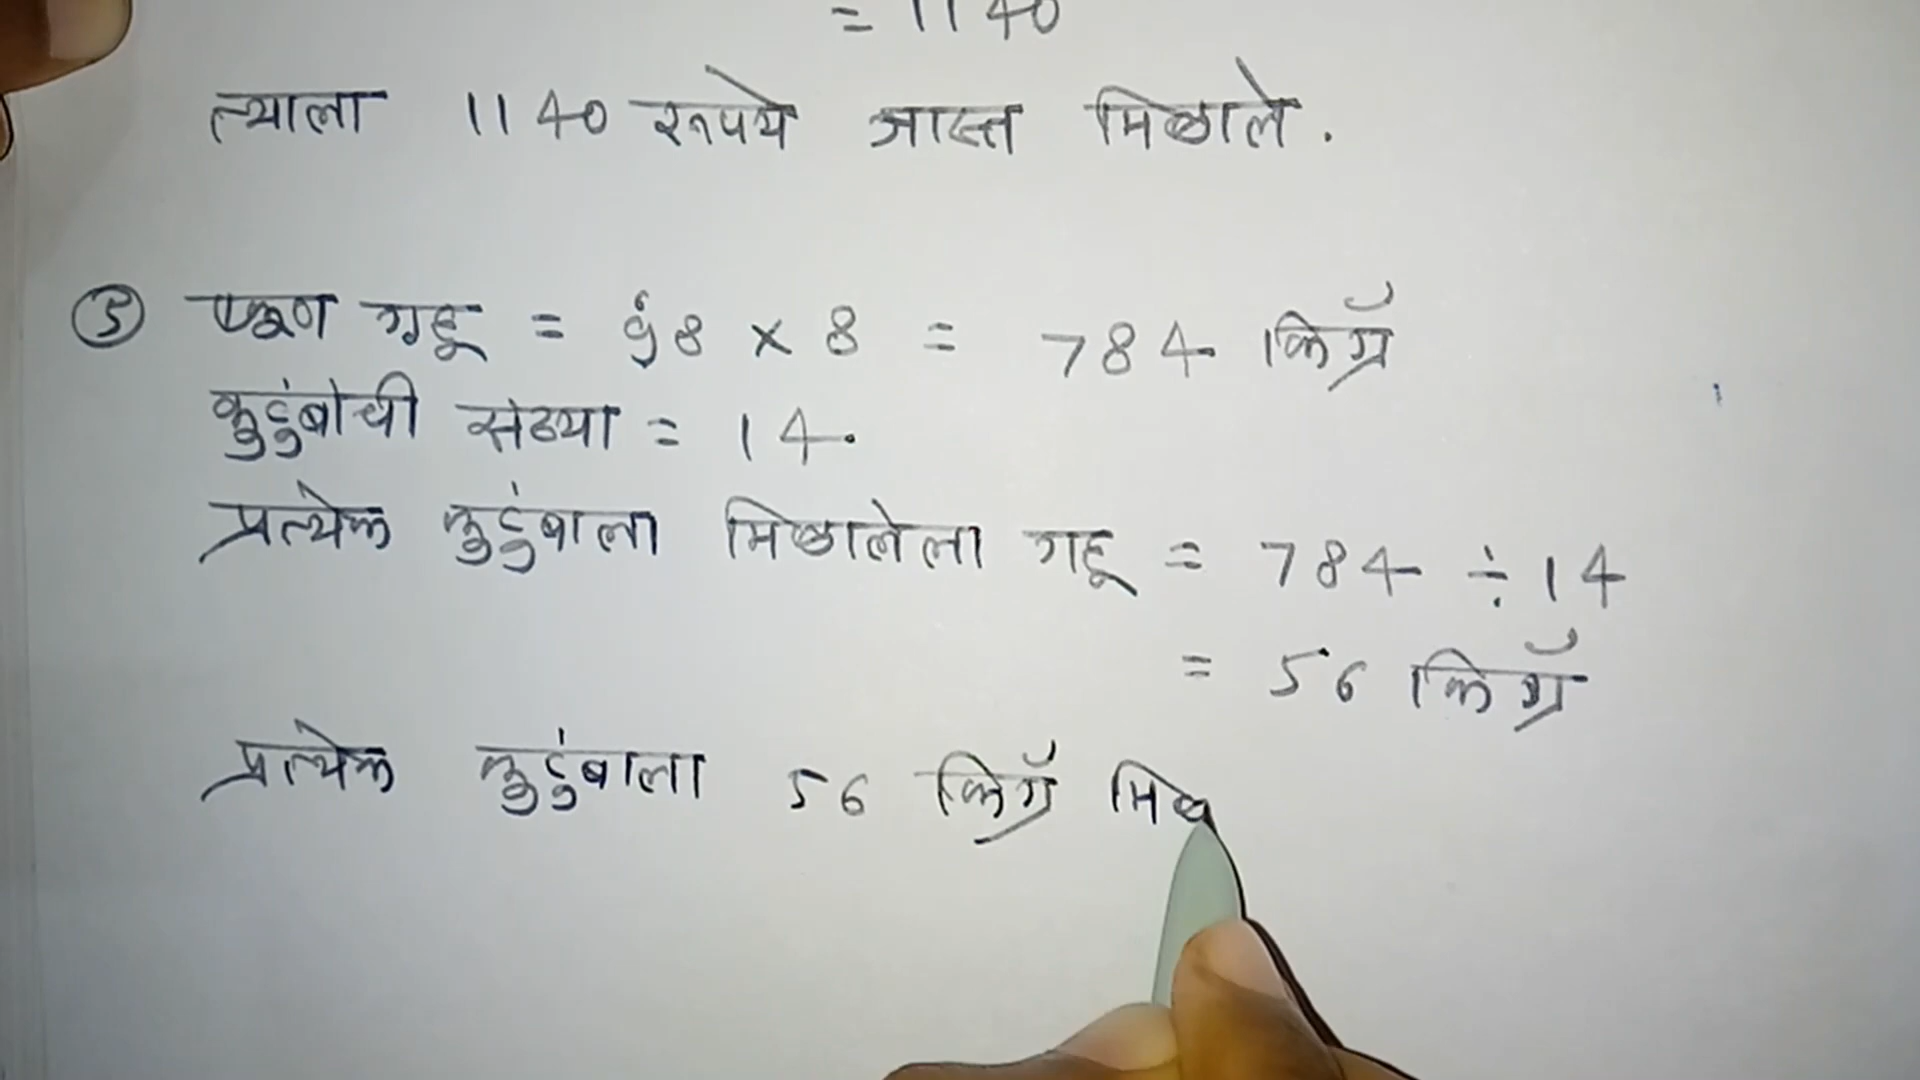 = 1140
त्याला 1140 रुपये जास्त मिळाले.
⑤ एकूण गहू = 98 × 8 = 784 किग्रॅ
कुटुंबांची संख्या = 14.
प्रत्येक कुटुंबाला मिळालेला गहू = 784 ÷ 14
= 56 किग्रॅ
प्रत्येक कुटुंबाला 56 किग्रॅ मिळ